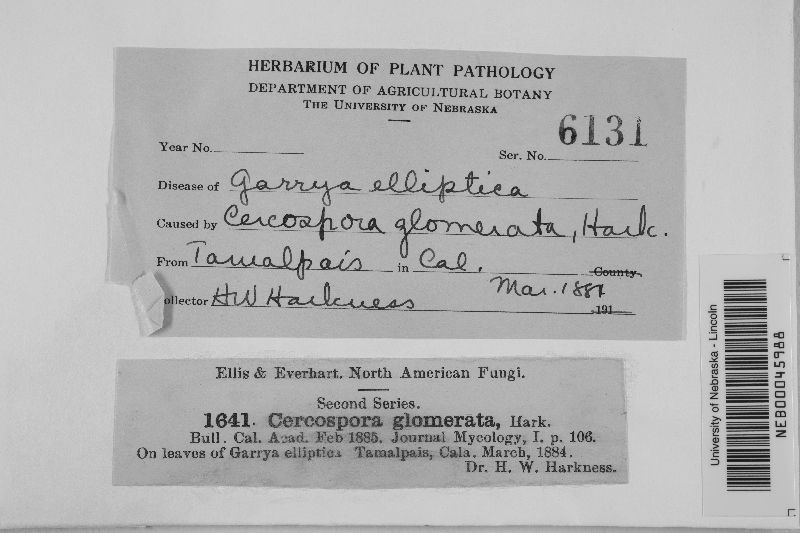 HERBARIUM OF PLANT PATHOLOGY
DEPARTMENT OF AGRICULTURAL BOTANY
THE UNIVERSITY OF NEBRASKA
6131
Year No.
Ser. No.
Disease of Garrya elliptica
Caused by Cercospora glomerata, Hark.
From Tamalpais in Cal. County,
ollector HW Harkness Mar. 1884 191
Ellis & Everhart. North American Fungi.
Second Series.
1641. Cercospora glomerata, Hark.
Bull. Cal. Acad. Feb 1885. Journal Mycology, I. p. 106.
On leaves of Garrya elliptica Tamalpais, Cala. March, 1884.
Dr. H. W. Harkness.
University of Nebraska - Lincoln
NEB00045988